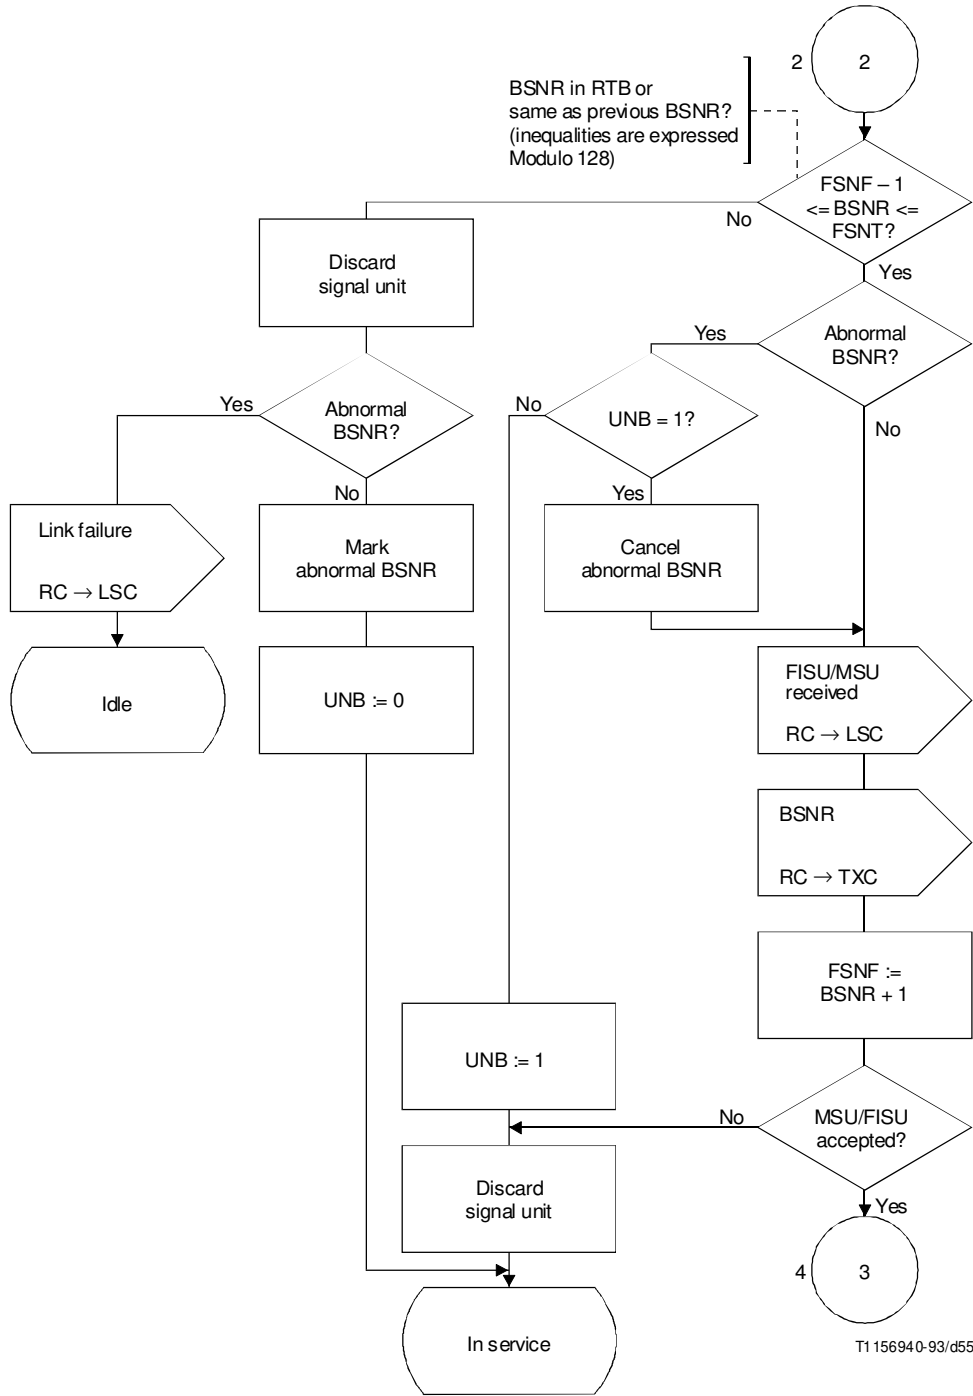 2
2
BSNR in RTB or
same as previous BSNR?
(inequalities are expressed
Modulo 128)
FSNF – 1
<= BSNR <=
FSNT?
No
Yes
Discard
signal unit
Abnormal
BSNR?
Yes
No
Abnormal
BSNR?
Yes
No
UNB = 1?
No
Yes
Link failure
RC → LSC
Mark
abnormal BSNR
Cancel
abnormal BSNR
Idle
UNB := 0
FISU/MSU
received
RC → LSC
BSNR
RC → TXC
FSNF :=
BSNR + 1
UNB := 1
MSU/FISU
accepted?
No
Yes
Discard
signal unit
4
3
In service
T1156940-93/d55